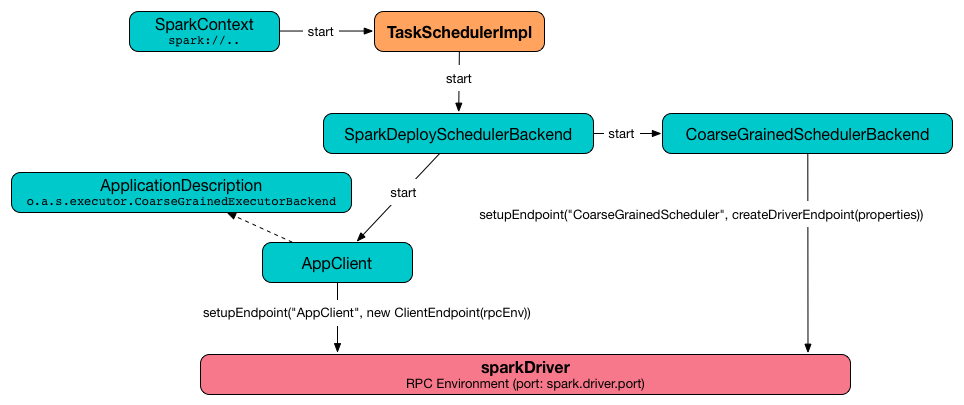 SparkContext
spark://..
start
TaskSchedulerImpl
start
SparkDeploySchedulerBackend
start
CoarseGrainedSchedulerBackend
ApplicationDescription
o.a.s.executor.CoarseGrainedExecutorBackend
start
setupEndpoint("CoarseGrainedScheduler", createDriverEndpoint(properties))
AppClient
setupEndpoint("AppClient", new ClientEndpoint(rpcEnv))
sparkDriver
RPC Environment (port: spark.driver.port)